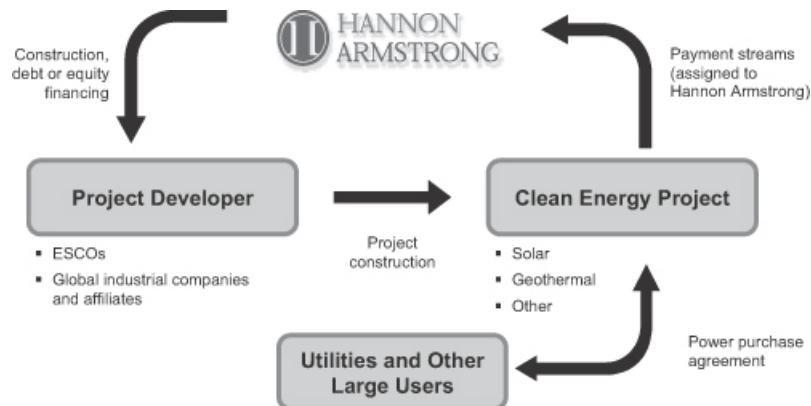 HANNON
ARMSTRONG
Construction,
debt or equity
financing
Payment streams
(assigned to
Hannon Armstrong)
Project Developer
Clean Energy Project
▪ ESCOs
▪ Global industrial companies
and affiliates
Project
construction
▪ Solar
▪ Geothermal
▪ Other
Utilities and Other
Large Users
Power purchase
agreement